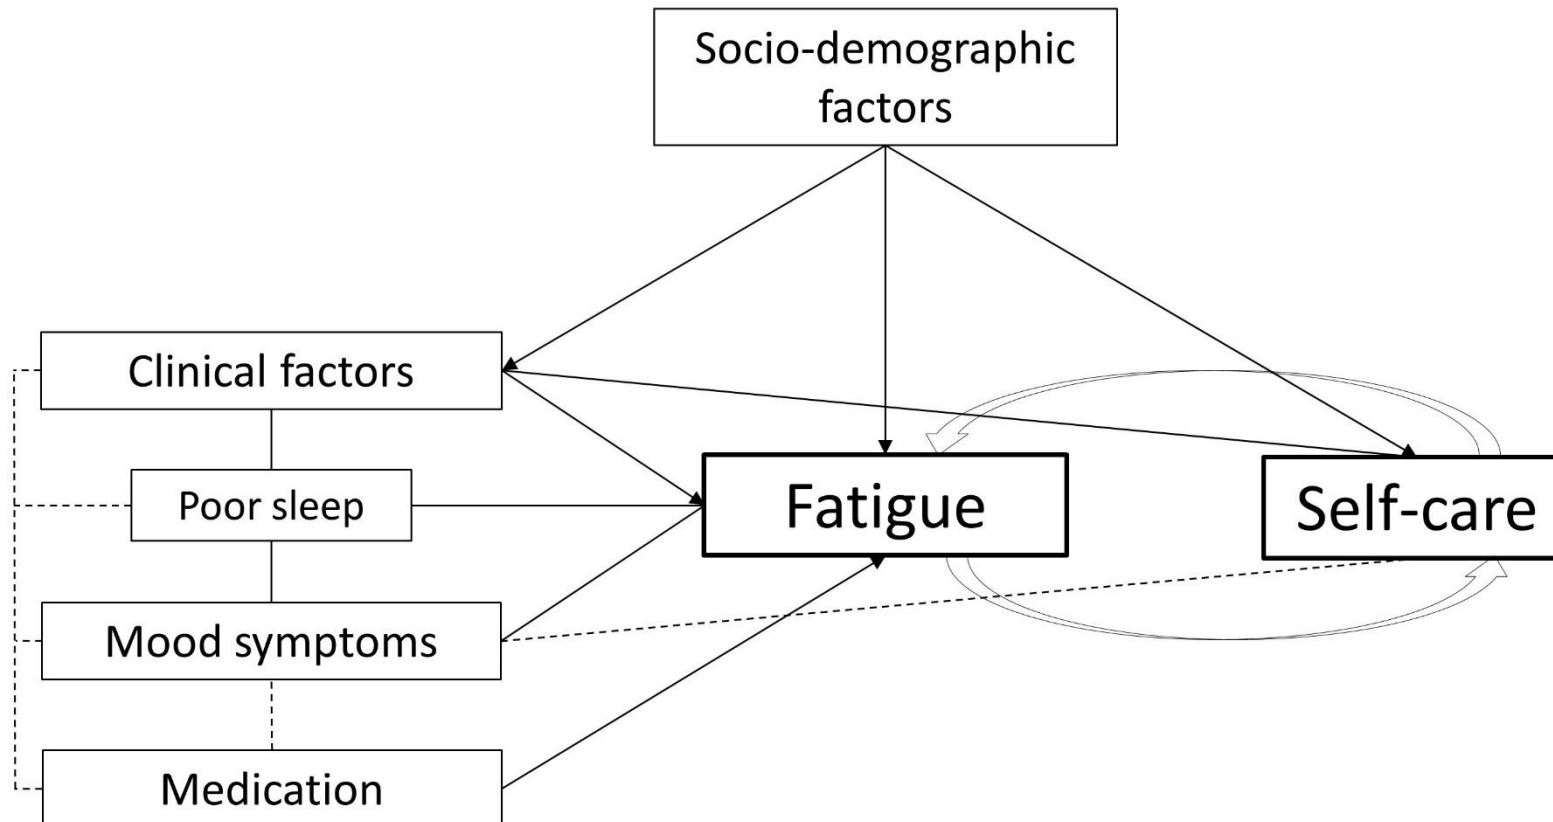 Socio-demographic
factors
Clinical factors
Poor sleep
Fatigue
Self-care
Mood symptoms
Medication